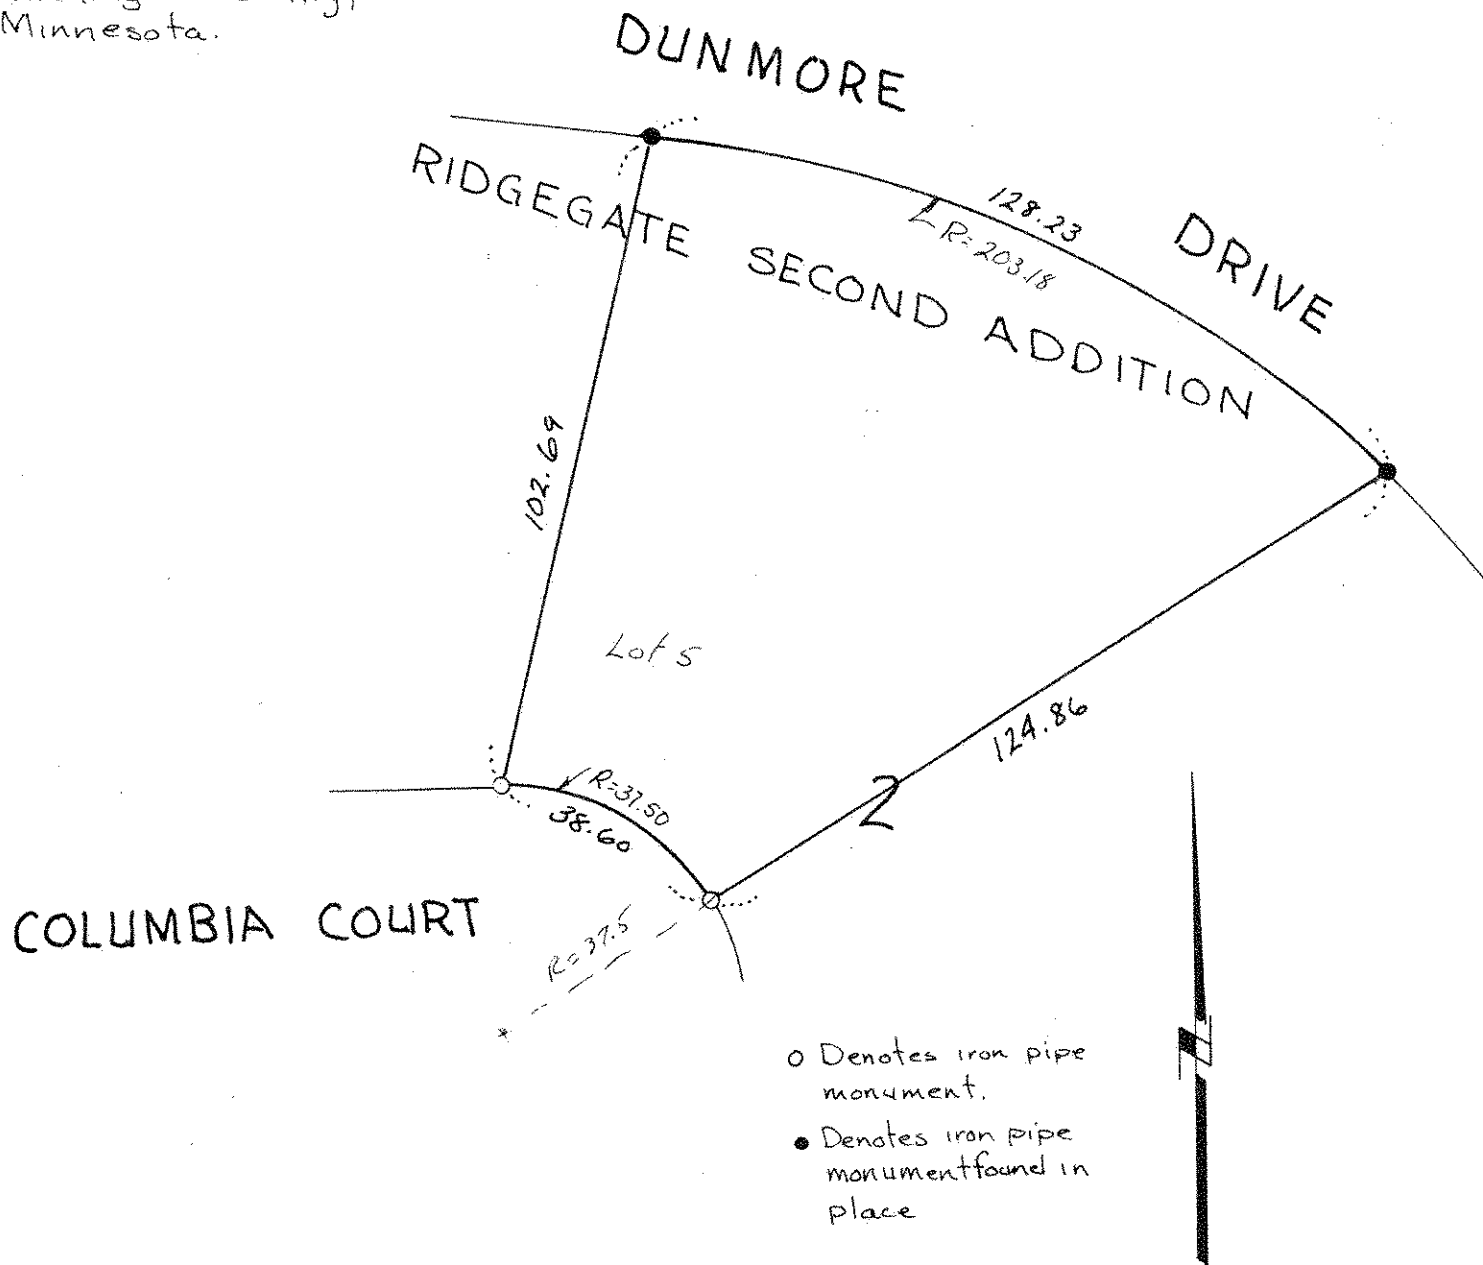 Minnesota.
DUNMORE
DRIVE
128.23
R=203.18
RIDGEGATE SECOND ADDITION
102.69
Lot 5
124.86
2
R=37.50
38.60
COLUMBIA COURT
R=37.5
o Denotes iron pipe
monument.
● Denotes iron pipe
monument found in
place